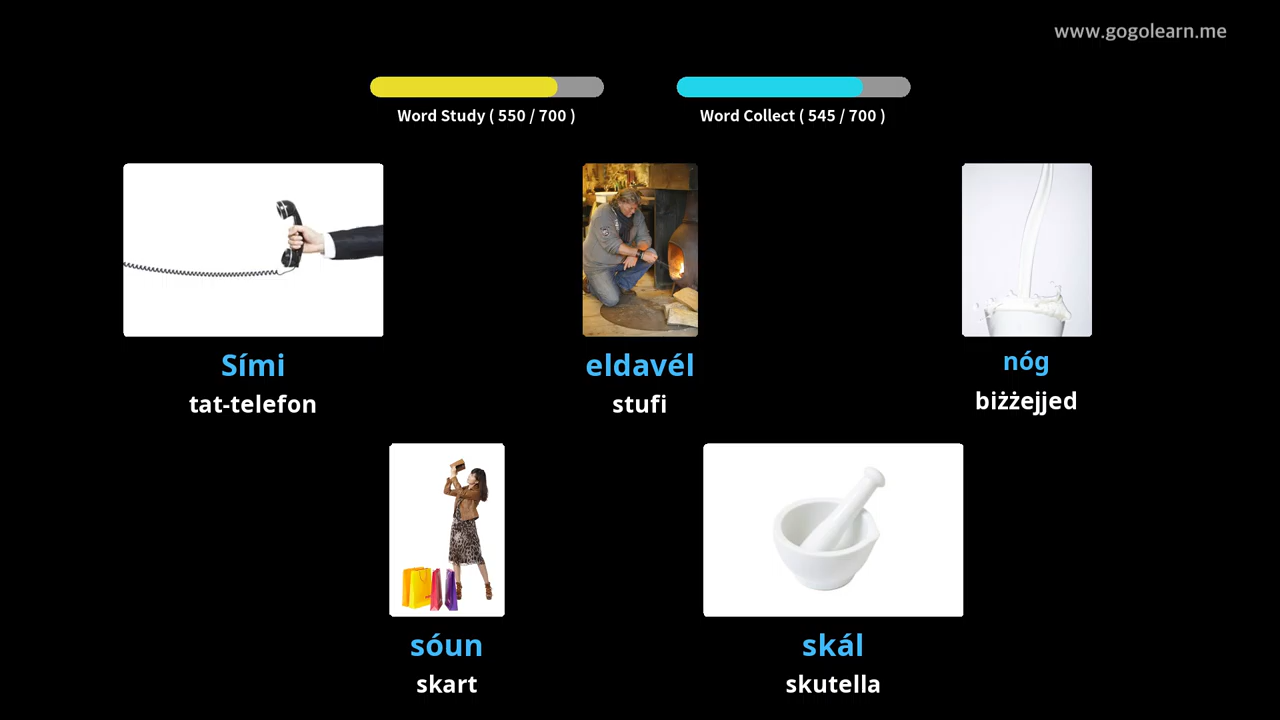 www.gogolearn.me
Word Study ( 550 / 700 )
Word Collect ( 545 / 700 )
Sími
tat-telefon
eldavél
stufi
nóg
biżżejjed
sóun
skart
skál
skutella